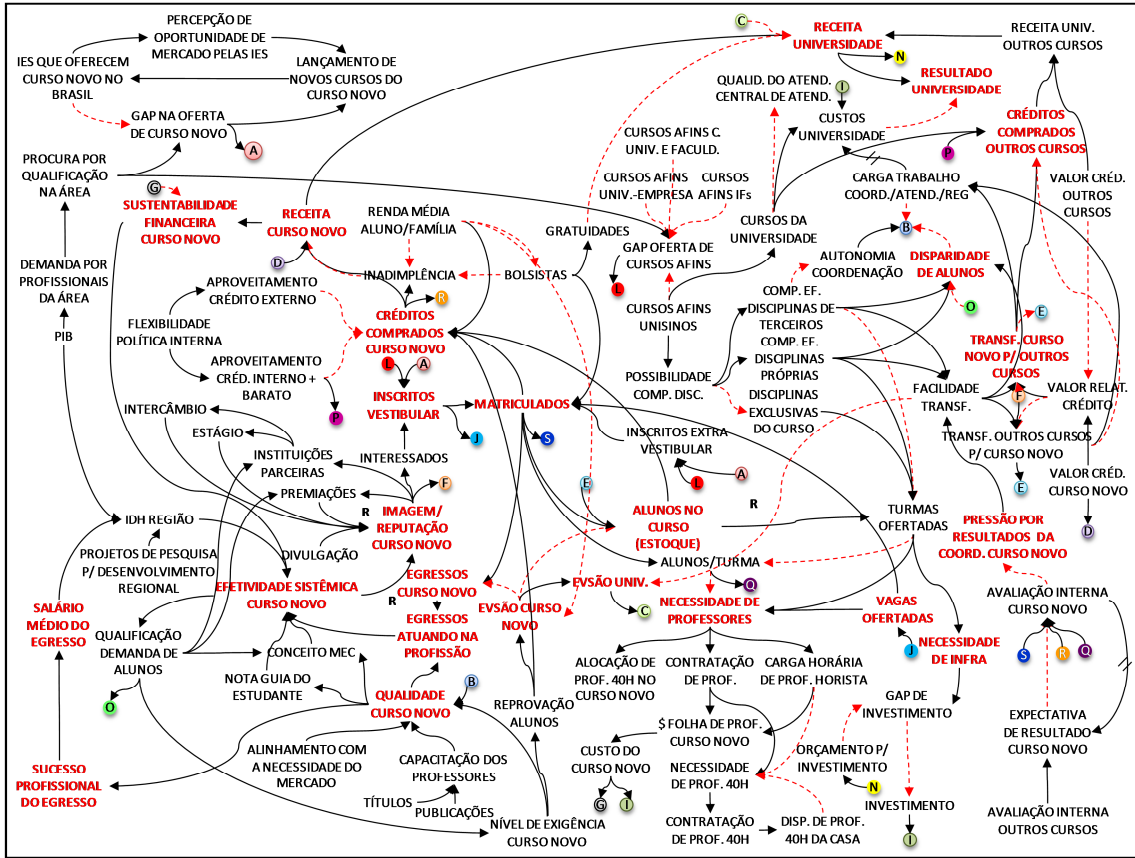 PERCEPÇÃO DE
OPORTUNIDADE DE
MERCADO PELAS IES
IES QUE OFERECEM
CURSO NOVO NO
BRASIL
LANÇAMENTO DE
NOVOS CURSOS DO
CURSO NOVO
GAP NA OFERTA
DE CURSO NOVO
A
PROCURA POR
QUALIFICAÇÃO
NA ÁREA
G
SUSTENTABILIDADE
FINANCEIRA
CURSO NOVO
RECEITA
CURSO NOVO
RENDA MÉDIA
ALUNO/FAMÍLIA
D
DEMANDA POR
PROFISSIONAIS
DA ÁREA
APROVEITAMENTO
CRÉDITO EXTERNO
INADIMPLÊNCIA
BOLSISTAS
GRATUIDADES
R
PIB
FLEXIBILIDADE
POLÍTICA INTERNA
CRÉDITOS
COMPRADOS
CURSO NOVO
APROVEITAMENTO
CRÉD. INTERNO +
BARATO
P
L
A
INSCRITOS
VESTIBULAR
MATRICULADOS
J
S
INTERCÂMBIO
ESTÁGIO
INSTITUIÇÕES
PARCEIRAS
INTERESSADOS
PREMIAÇÕES
F
R
IMAGEM/
REPUTAÇÃO
CURSO NOVO
IDH REGIÃO
DIVULGAÇÃO
PROJETOS DE PESQUISA
P/ DESENVOLVIMENTO
REGIONAL
EFETIVIDADE SISTÊMICA
CURSO NOVO
EGRESSOS
CURSO NOVO
R
EGRESSOS
ATUANDO NA
PROFISSÃO
EVSÃO CURSO
NOVO
SALÁRIO
MÉDIO DO
EGRESSO
QUALIFICAÇÃO
DEMANDA DE
ALUNOS
O
CONCEITO MEC
NOTA GUIA DO
ESTUDANTE
B
QUALIDADE
CURSO NOVO
REPROVAÇÃO
ALUNOS
ALINHAMENTO COM
A NECESSIDADE DO
MERCADO
CAPACITAÇÃO DOS
PROFESSORES
TÍTULOS
PUBLICAÇÕES
SUCESSO
PROFISSIONAL
DO EGRESSO
NÍVEL DE EXIGÊNCIA
CURSO NOVO
C
RECEITA
UNIVERSIDADE
N
RECEITA UNIV.
OUTROS CURSOS
RESULTADO
UNIVERSIDADE
QUALID. DO ATEND.
CENTRAL DE ATEND.
I
CUSTOS
UNIVERSIDADE
CRÉDITOS
COMPRADOS
OUTROS CURSOS
P
CURSOS AFINS C.
UNIV. E FACULD.
CURSOS AFINS
UNIV.-EMPRESA
CURSOS
AFINS IFs
CARGA TRABALHO
COORD./ATEND./REG
VALOR CRÉD.
OUTROS
CURSOS
CURSOS DA
UNIVERSIDADE
B
GAP OFERTA DE
CURSOS AFINS
L
AUTONOMIA
COORDENAÇÃO
DISPARIDADE
DE ALUNOS
CURSOS AFINS
UNISINOS
COMP. EF.
DISCIPLINAS DE
TERCEIROS
O
E
COMP. EF.
DISCIPLINAS
PRÓPRIAS
TRANSF. CURSO
NOVO P/ OUTROS
CURSOS
POSSIBILIDADE
COMP. DISC.
DISCIPLINAS
EXCLUSIVAS
DO CURSO
FACILIDADE
TRANSF.
F
VALOR RELAT.
CRÉDITO
TRANSF. OUTROS CURSOS
P/ CURSO NOVO
E
INSCRITOS EXTRA
VESTIBULAR
A
L
VALOR CRÉD.
CURSO NOVO
D
E
ALUNOS NO
CURSO
(ESTOQUE)
R
TURMAS
OFERTADAS
PRESSÃO POR
RESULTADOS DA
COORD. CURSO NOVO
ALUNOS/TURMA
Q
EVSÃO UNIV.
C
NECESSIDADE DE
PROFESSORES
VAGAS
OFERTADAS
J
NECESSIDADE
DE INFRA
AVALIAÇÃO INTERNA
CURSO NOVO
S
R
Q
ALOCAÇÃO DE
PROF. 40H NO
CURSO NOVO
CONTRATAÇÃO
DE PROF.
CARGA HORÁRIA
DE PROF. HORISTA
GAP DE
INVESTIMENTO
$ FOLHA DE PROF.
CURSO NOVO
EXPECTATIVA
DE RESULTADO
CURSO NOVO
CUSTO DO
CURSO NOVO
ORÇAMENTO P/
INVESTIMENTO
NECESSIDADE
DE PROF. 40H
N
G
I
INVESTIMENTO
CONTRATAÇÃO
DE PROF. 40H
DISP. DE PROF.
40H DA CASA
I
AVALIAÇÃO INTERNA
OUTROS CURSOS